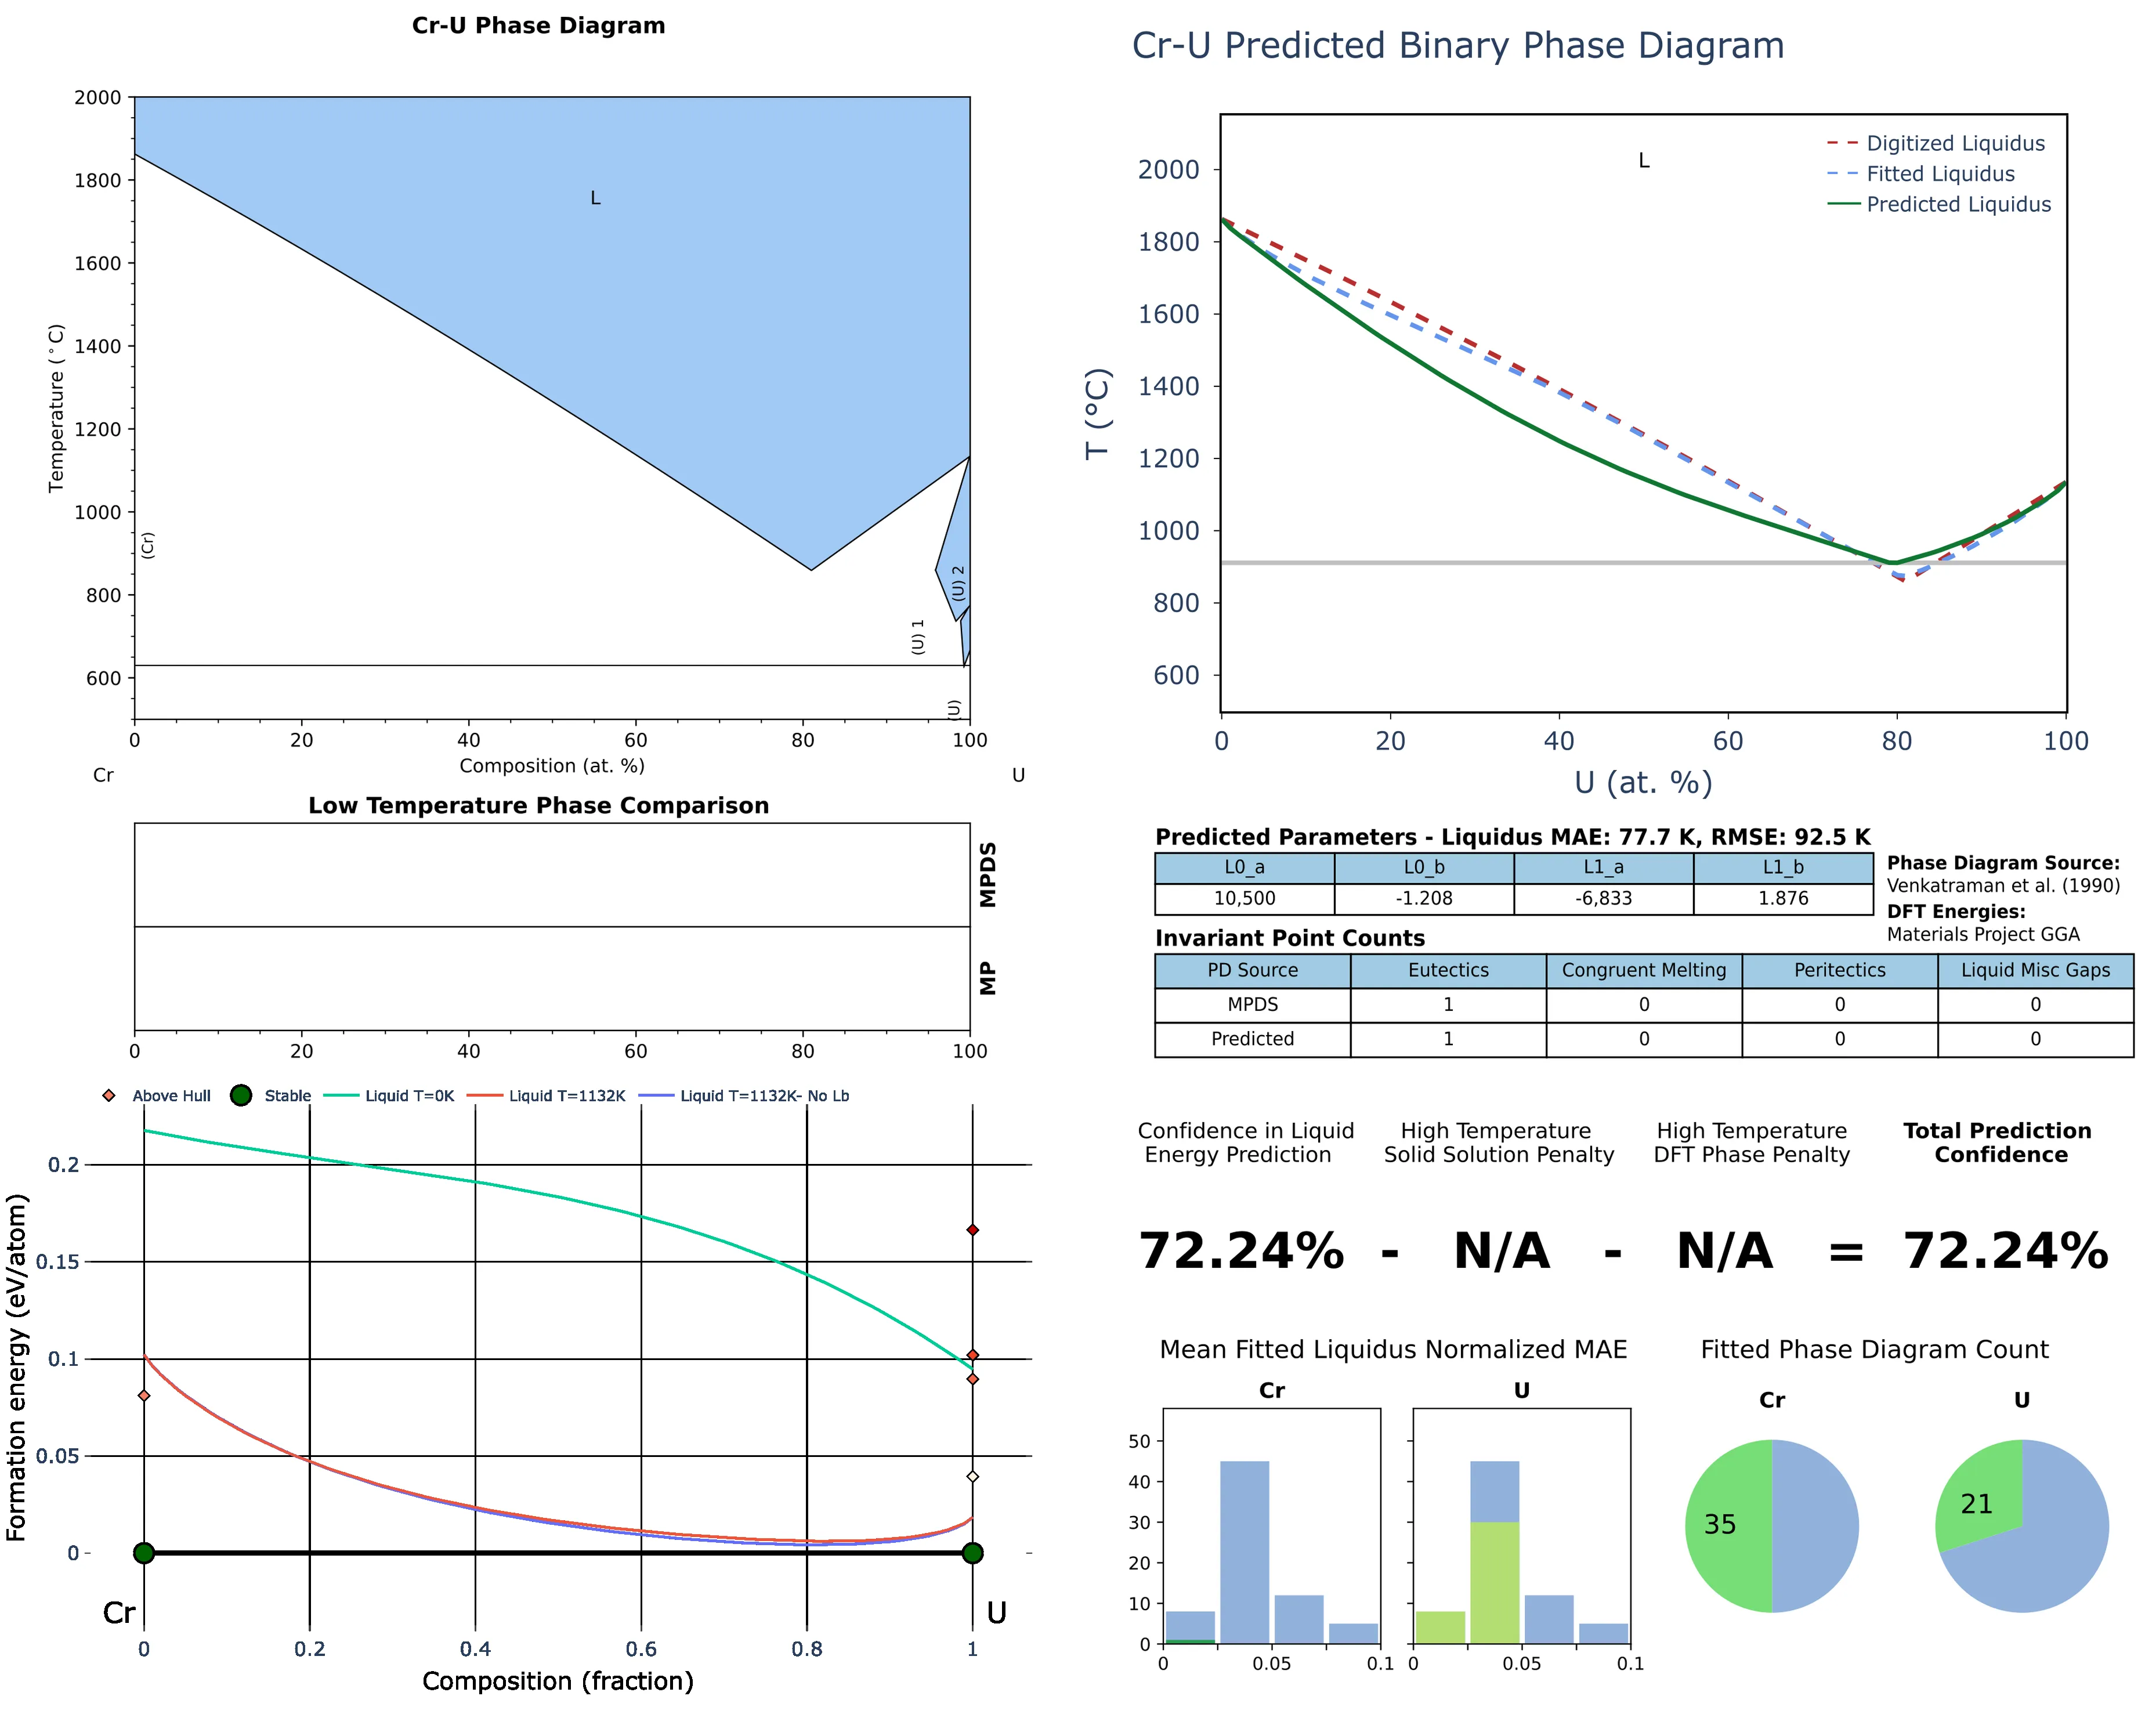 Cr-U Phase Diagram
2000
1800
1600
1400
1200
1000
800
600
Temperature (°C)
L
(Cr)
(U) 1
(U) 2
(U)
0 20 40 60 80 100
Composition (at. %)
Cr U
Low Temperature Phase Comparison
MPDS
MP
0 20 40 60 80 100
Above Hull Stable Liquid T=0K Liquid T=1132K Liquid T=1132K- No Lb
0.2
0.15
0.1
0.05
0
Formation energy (eV/atom)
Cr U
0 0.2 0.4 0.6 0.8 1
Composition (fraction)
Cr-U Predicted Binary Phase Diagram
L
Digitized Liquidus
Fitted Liquidus
Predicted Liquidus
2000
1800
1600
1400
1200
1000
800
600
T (°C)
0 20 40 60 80 100
U (at. %)
Predicted Parameters - Liquidus MAE: 77.7 K, RMSE: 92.5 K
L0_a L0_b L1_a L1_b
10,500 -1.208 -6,833 1.876
Phase Diagram Source:
Venkatraman et al. (1990)
DFT Energies:
Materials Project GGA
Invariant Point Counts
PD Source Eutectics Congruent Melting Peritectics Liquid Misc Gaps
MPDS 1 0 0 0
Predicted 1 0 0 0
Confidence in Liquid
Energy Prediction
High Temperature
Solid Solution Penalty
High Temperature
DFT Phase Penalty
Total Prediction
Confidence
72.24% - N/A - N/A = 72.24%
Mean Fitted Liquidus Normalized MAE
Cr U
50
40
30
20
10
0
0 0.05 0.1 0 0.05 0.1
Fitted Phase Diagram Count
Cr U
35 21